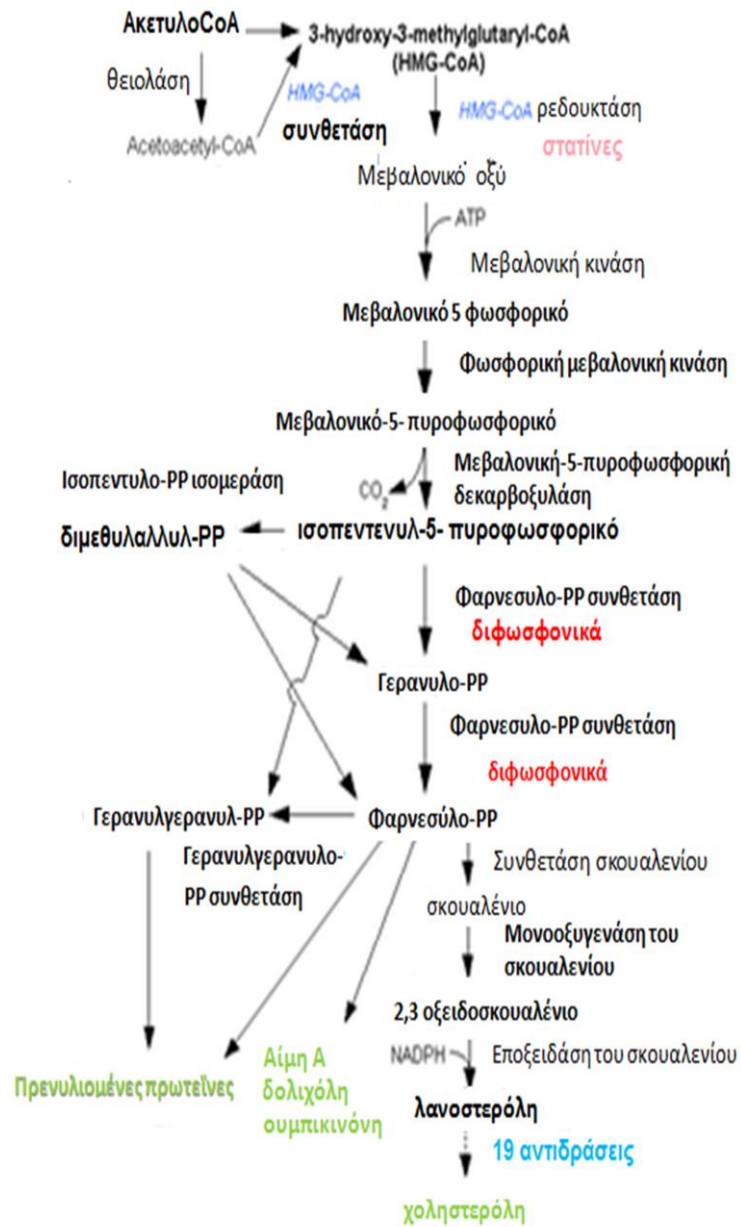 ΑκετυλοCoA
3-hydroxy-3-methylglutaryl-CoA
(HMG-CoA)
θειολάση
HMG-CoA
συνθετάση
HMG-CoA ρεδουκτάση
στατίνες
Acetoacetyl-CoA
Μεβαλονικό οξύ
ATP
Μεβαλονική κινάση
Μεβαλονικό 5 φωσφορικό
Φωσφορική μεβαλονική κινάση
Μεβαλονικό-5- πυροφωσφορικό
Ισοπεντυλο-PP ισομεράση
CO2
Μεβαλονική-5-πυροφωσφορική
δεκαρβοξυλάση
διμεθυλαλλυλ-PP
ισοπεντενυλ-5- πυροφωσφορικό
Φαρνεσυλο-PP συνθετάση
διφωσφονικά
Γερανυλο-PP
Φαρνεσυλο-PP συνθετάση
διφωσφονικά
Γερανυλγερανυλ-PP
Φαρνεσύλο-PP
Γερανυλγερανυλο-
PP συνθετάση
Συνθετάση σκουαλενίου
σκουαλένιο
Μονοοξυγενάση του
σκουαλενίου
2,3 οξειδοσκουαλένιο
NADPH
Εποξειδάση του σκουαλενίου
Πρενυλιομένες πρωτεΐνες
Αίμη Α
δολιχόλη
ουμπικινόνη
λανοστερόλη
19 αντιδράσεις
χοληστερόλη